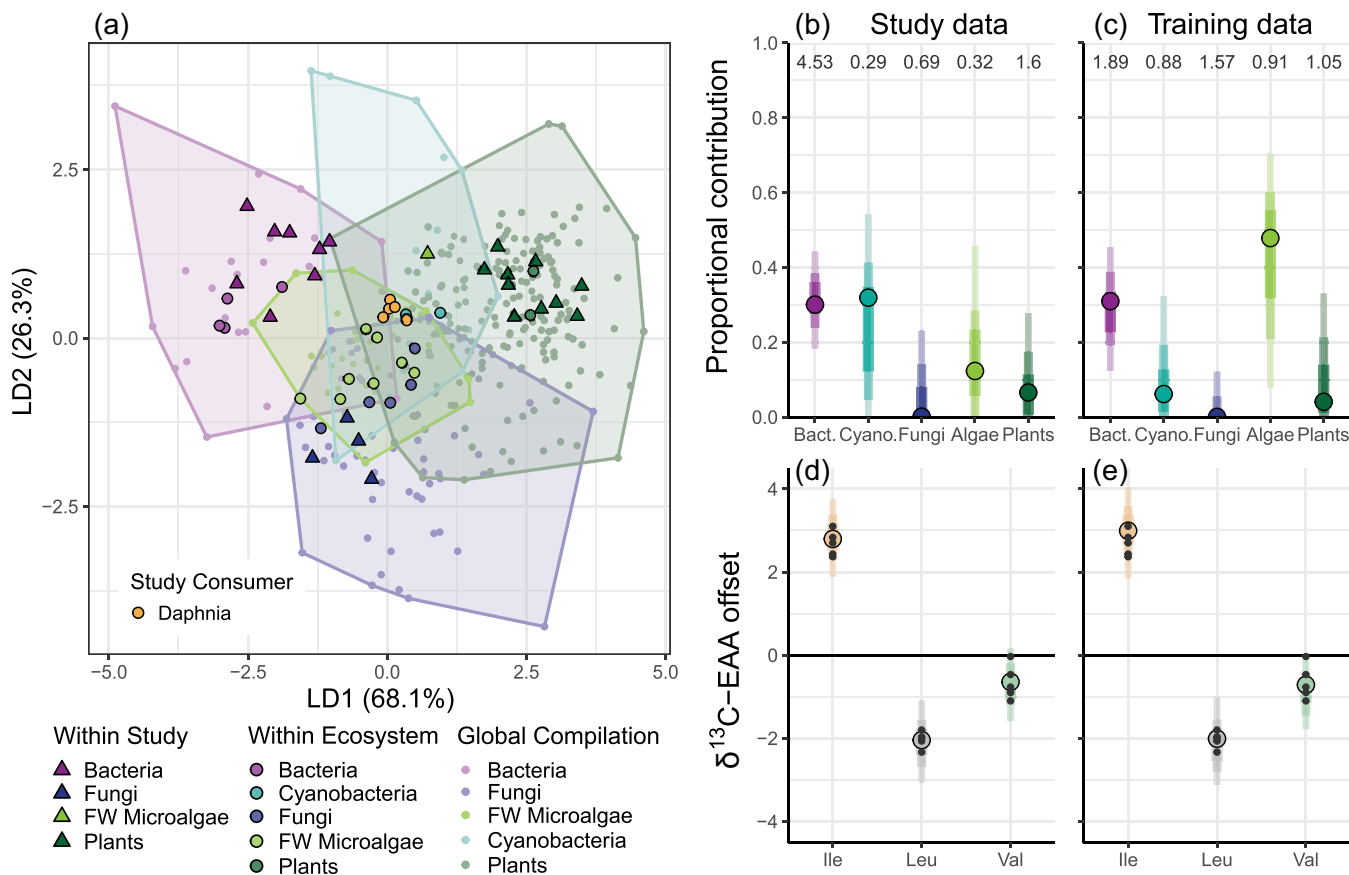 (a)
LD2 (26.3%)
2.5
0.0
−2.5
−5.0
−2.5
0.0
2.5
5.0
LD1 (68.1%)
Study Consumer
Daphnia
Within Study
Bacteria
Fungi
FW Microalgae
Plants
Within Ecosystem
Bacteria
Cyanobacteria
Fungi
FW Microalgae
Plants
Global Compilation
Bacteria
Fungi
FW Microalgae
Cyanobacteria
Plants
(b) Study data
Proportional contribution
1.0
0.8
0.6
0.4
0.2
0.0
4.53 0.29 0.69 0.32 1.6
Bact. Cyano. Fungi Algae Plants
(c) Training data
1.89 0.88 1.57 0.91 1.05
Bact. Cyano. Fungi Algae Plants
(d)
δ¹³C−EAA offset
4
2
0
−2
−4
Ile Leu Val
(e)
Ile Leu Val